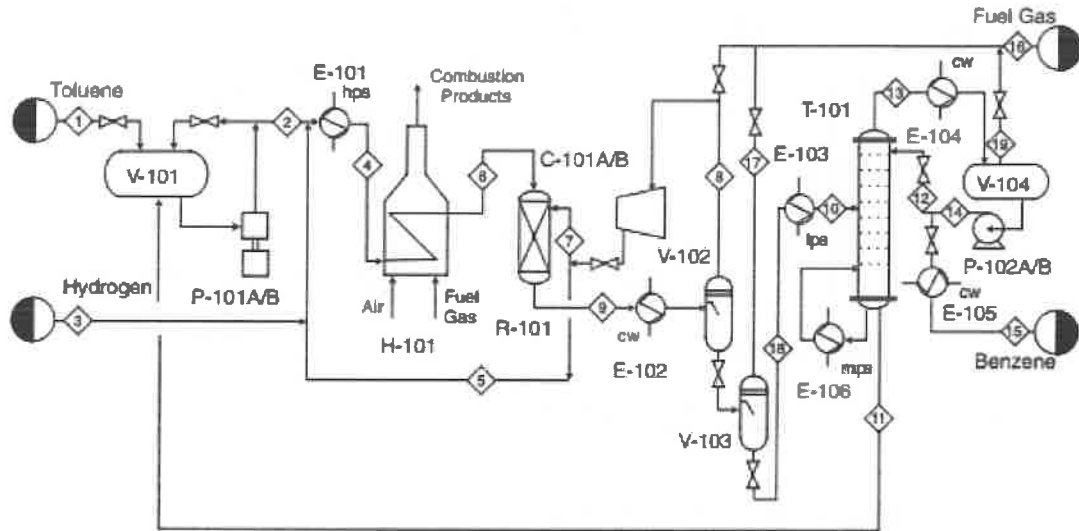 Fuel Gas
16
Toluene
1
E-101
hps
2
Combustion
Products
4
V-101
P-101A/B
Hydrogen
3
Air
Fuel
Gas
H-101
6
C-101A/B
7
R-101
5
9
cw
E-102
V-102
8
17
V-103
18
E-103
10
lps
T-101
13
cw
E-104
19
V-104
12
14
P-102A/B
cw
E-105
15
Benzene
mps
E-106
11